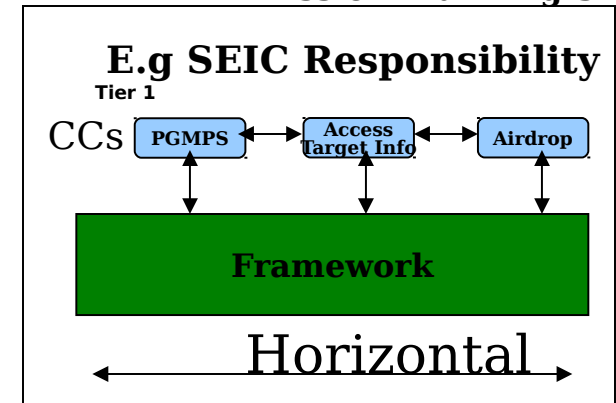 E.g SEIC Responsibility
Tier 1
CCs
PGMPS
Access
Target Info
Airdrop
Framework
Horizontal